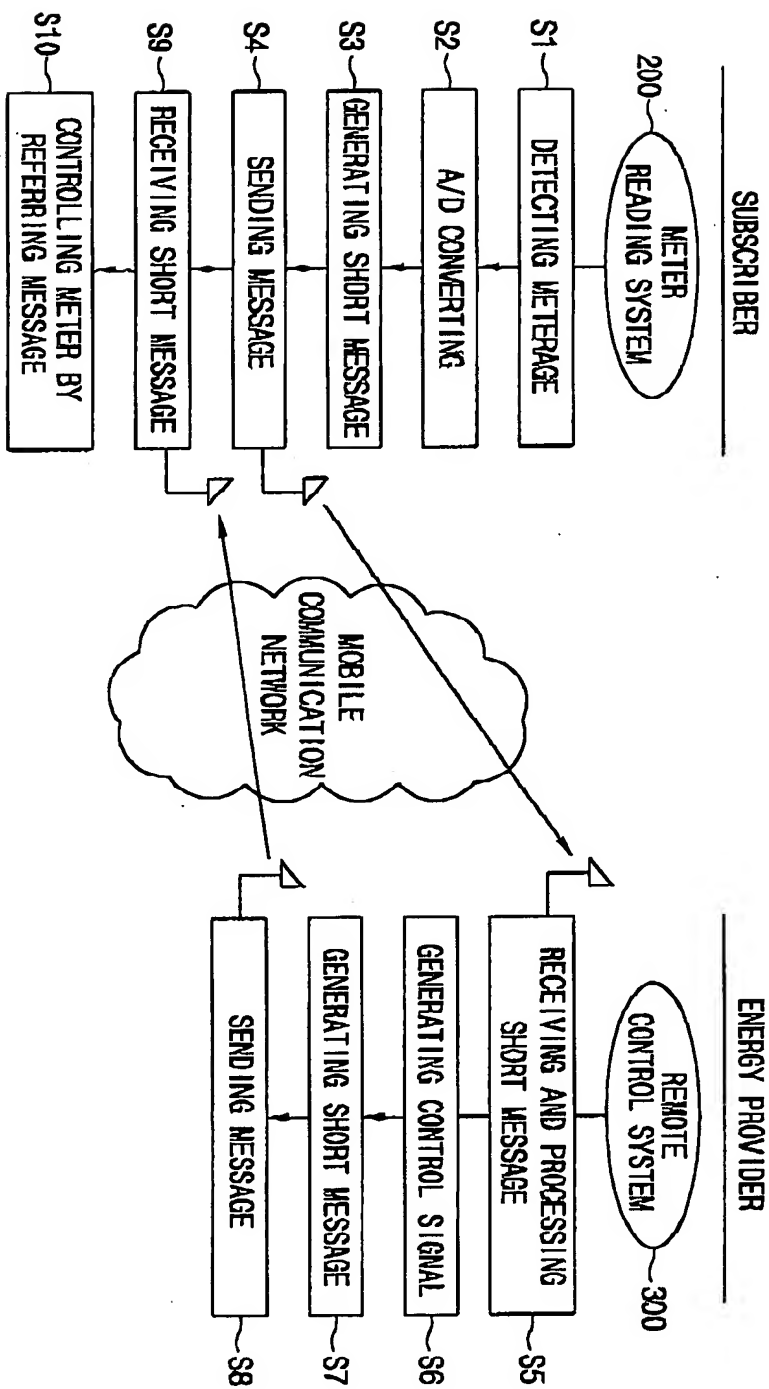 SUBSCRIBER
200
METER
READING SYSTEM
S1
DETECTING METERAGE
S2
A/D CONVERTING
S3
GENERATING SHORT MESSAGE
S4
SENDING MESSAGE
S9
RECEIVING SHORT MESSAGE
S10
CONTROLLING METER BY
REFERRING MESSAGE
MOBILE
COMMUNICATION
NETWORK
ENERGY PROVIDER
REMOTE
CONTROL SYSTEM
300
RECEIVING AND PROCESSING
SHORT MESSAGE
S5
GENERATING CONTROL SIGNAL
S6
GENERATING SHORT MESSAGE
S7
SENDING MESSAGE
S8